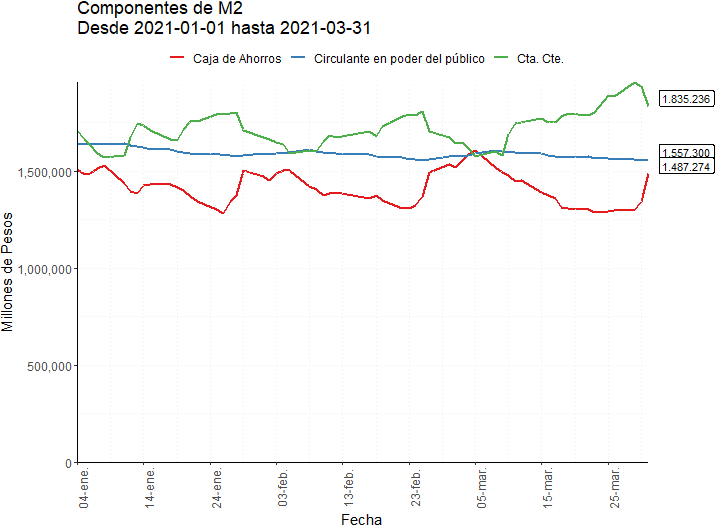 Componentes de M2
Desde 2021-01-01 hasta 2021-03-31
Caja de Ahorros Circulante en poder del público Cta. Cte.
1.835.236
1.557.300
1.487.274
1,500,000
1,000,000
500,000
0
Millones de Pesos
04-ene. 14-ene. 24-ene. 03-feb. 13-feb. 23-feb. 05-mar. 15-mar. 25-mar.
Fecha